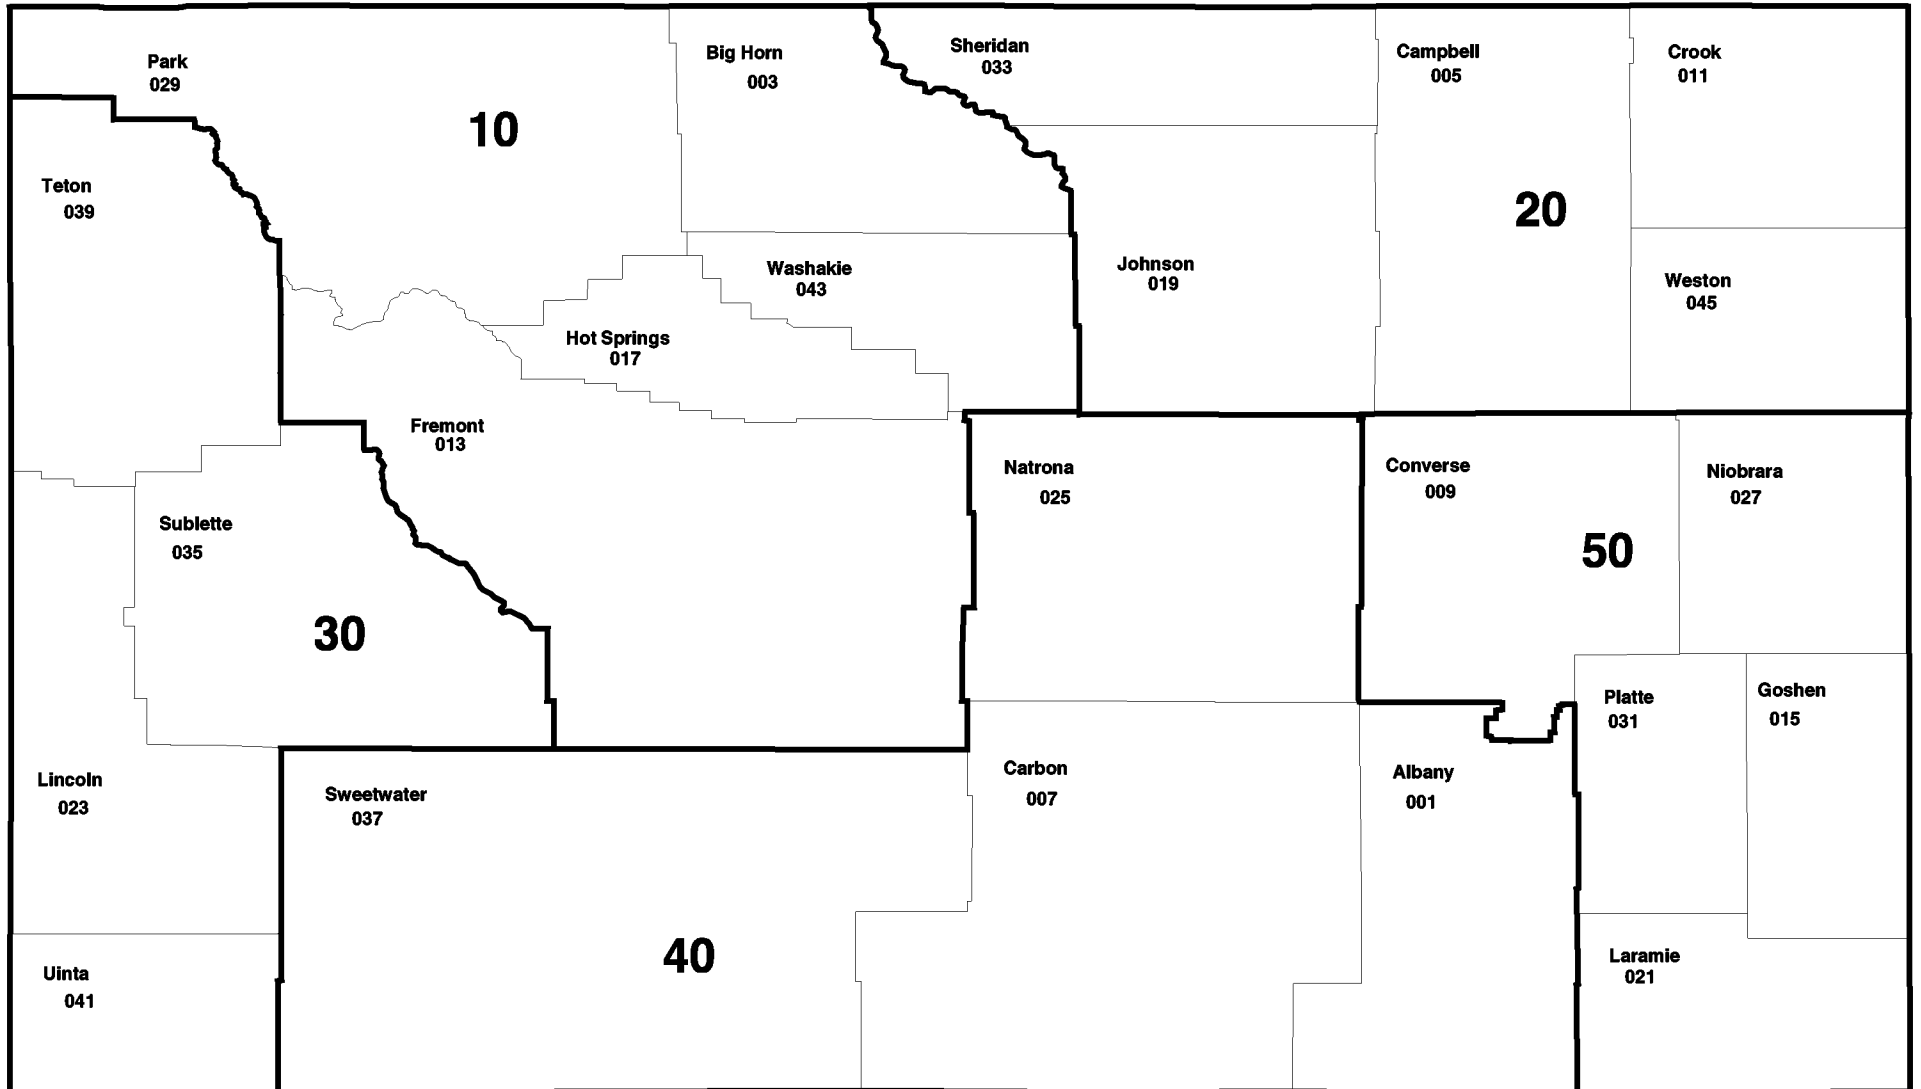 Park
029
10
Big Horn
003
Sheridan
033
Campbell
005
Crook
011
Teton
039
20
Washakie
043
Johnson
019
Weston
045
Hot Springs
017
Fremont
013
Natrona
025
Converse
009
Niobrara
027
Sublette
035
50
30
Platte
031
Goshen
015
Lincoln
023
Sweetwater
037
Carbon
007
Albany
001
40
Uinta
041
Laramie
021